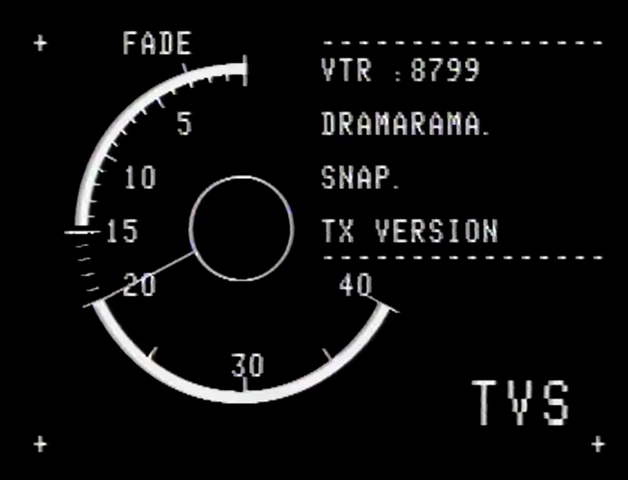 FADE
VTR :8799
5
DRAMARAMA.
10
SNAP.
15
TX VERSION
20
40
30
TVS